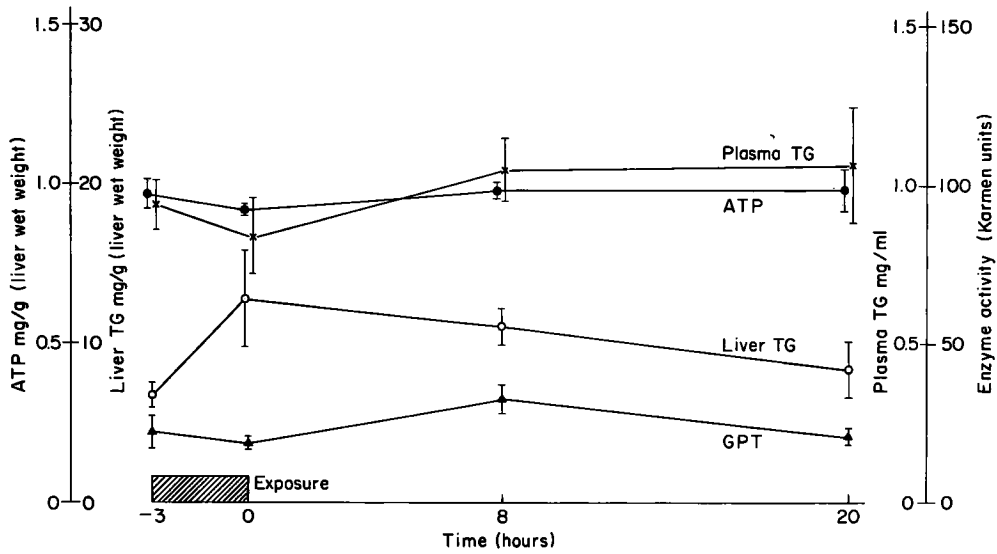 1.5 30
1.0 20
0.5 10
0 0
ATP mg/g (liver wet weight)
Liver TG mg/g (liver wet weight)
Plasma TG
ATP
Liver TG
GPT
Exposure
-3 0 8 20
Time (hours)
1.5 150
1.0 100
0.5 50
0 0
Plasma TG mg/ml
Enzyme activity (Karmen units)